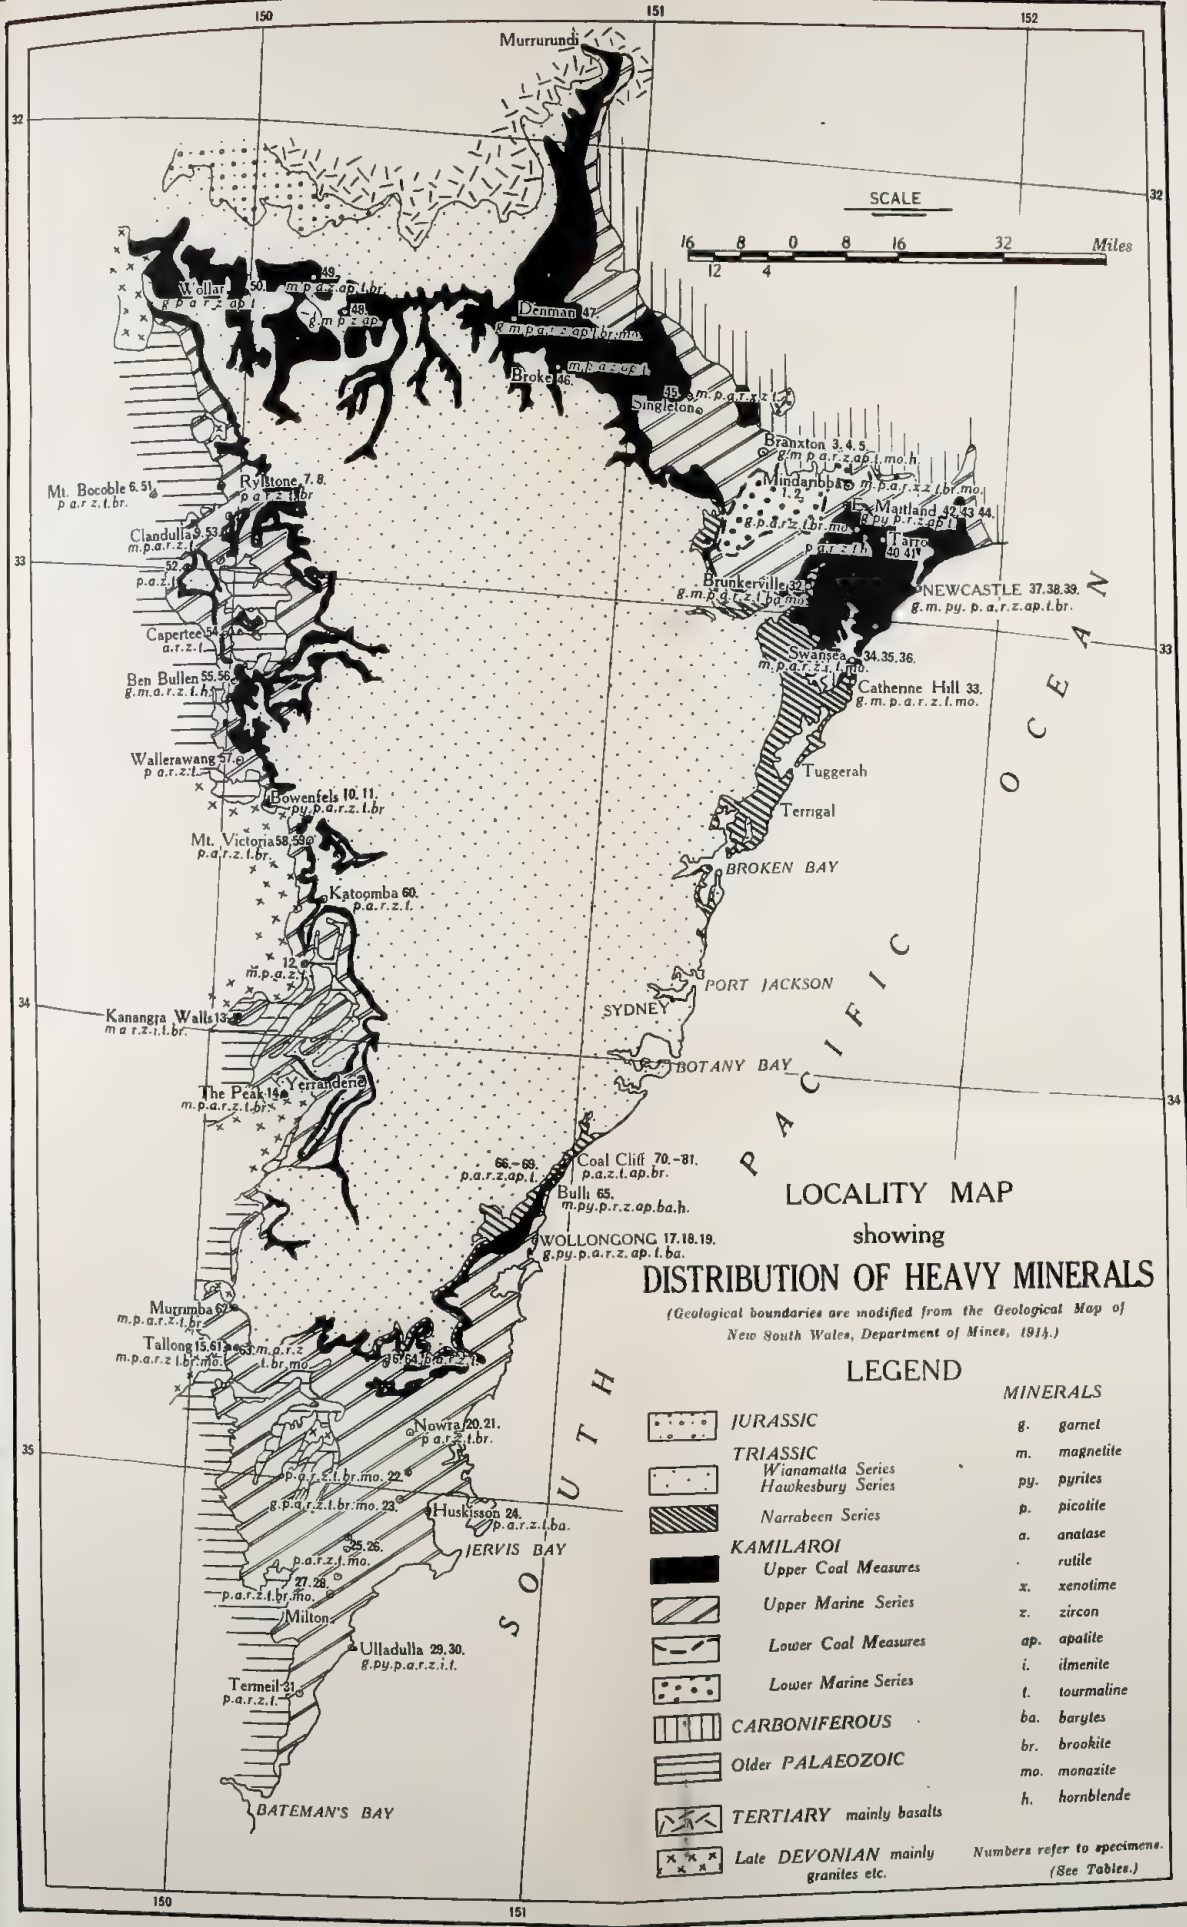 150
151
152
Murrurundi
32
32
SCALE
16 8 0 8 16 32 Miles
12 4
49.
m.p.a.z.ap.t.br.
Wollar 50.
g.p.a.r.z.ap.t.
48.
g.m.p.z.ap.
Denman 47.
g.m.p.a.r.z.ap.t.br.mo.
m.p.a.z.ap.t.
Broke 46.
45.
m.p.a.r.x.z.t.
Singleton
Branxton 3.4.5.
g.m.p.a.r.z.ap.t.mo.h.
Mt. Bocoble 6.51.
p.a.r.z.t.br.
Rylstone 7.8.
p.a.r.z.t.br
Mindaribba
m.p.a.r.x.z.t.br.mo.
1.2.
g.p.a.r.z.t.br.mo.
E. Maitland 42.43.44.
g.py.p.r.z.ap.t.
Clandulla 9.53.
m.p.a.r.z.t.
Tarro
40.41.
p.a.r.z.t.h.
33
52.
p.a.z.t.
Brunkerville 32.
g.m.p.a.r.z.t.ba.mo.
NEWCASTLE 37.38.39.
g.m.py.p.a.r.z.ap.t.br.
Capertee 54.
a.r.z.t.
33
Swansea 34.35.36.
m.p.a.r.z.i.t.mo.
Ben Bullen 55.56.
g.m.a.r.z.t.h.
Catherine Hill 33.
g.m.p.a.r.z.t.mo.
Wallerawang 57.
p.a.r.z.t.
Tuggerah
Bowenfels 10.11.
py.p.a.r.z.t.br
Terrigal
Mt. Victoria 58.59.
p.a.r.z.t.br.
BROKEN BAY
Katoomba 60.
p.a.r.z.t.
12.
m.p.a.z.t.
PORT JACKSON
SYDNEY
34
Kanangra Walls 13.
m.a.r.z.i.t.br.
BOTANY BAY
Yerranderie
The Peak 14.
m.p.a.r.z.t.br.
34
66.-69.
p.a.r.z.ap.t.
Coal Cliff 70.-81.
p.a.z.t.ap.br.
Bulli 65.
m.py.p.r.z.ap.ba.h.
WOLLONGONG 17.18.19.
g.py.p.a.r.z.ap.t.ba.
SOUTH PACIFIC OCEAN
LOCALITY MAP
showing
DISTRIBUTION OF HEAVY MINERALS
(Geological boundaries are modified from the Geological Map of
New South Wales, Department of Mines, 1914.)
Murrimba 62.
m.p.a.r.z.t.br
Tallong 15.61.
m.p.a.r.z.t.br.mo.
63. m.a.r.z
t.br.mo.
16.64. p.a.r.z.t.
Nowra 20.21.
p.a.r.z.t.br.
35
p.a.r.z.t.br.mo. 22.
g.p.a.r.z.t.br.mo. 23.
Huskisson 24.
p.a.r.z.t.ba.
25.26.
p.a.r.z.t.mo.
JERVIS BAY
27.28.
p.a.r.z.t.br.mo.
Milton
Ulladulla 29.30.
g.py.p.a.r.z.i.t.
Termeil 31
p.a.r.z.t.
BATEMAN'S BAY
LEGEND
JURASSIC
TRIASSIC
Wianamatta Series
Hawkesbury Series
Narrabeen Series
KAMILAROI
Upper Coal Measures
Upper Marine Series
Lower Coal Measures
Lower Marine Series
CARBONIFEROUS
Older PALAEOZOIC
TERTIARY mainly basalts
Late DEVONIAN mainly
granites etc.
MINERALS
g. garnet
m. magnetite
py. pyrites
p. picotite
a. anatase
. rutile
x. xenotime
z. zircon
ap. apatite
i. ilmenite
t. tourmaline
ba. barytes
br. brookite
mo. monazite
h. hornblende
Numbers refer to specimens.
(See Tables.)
150
151